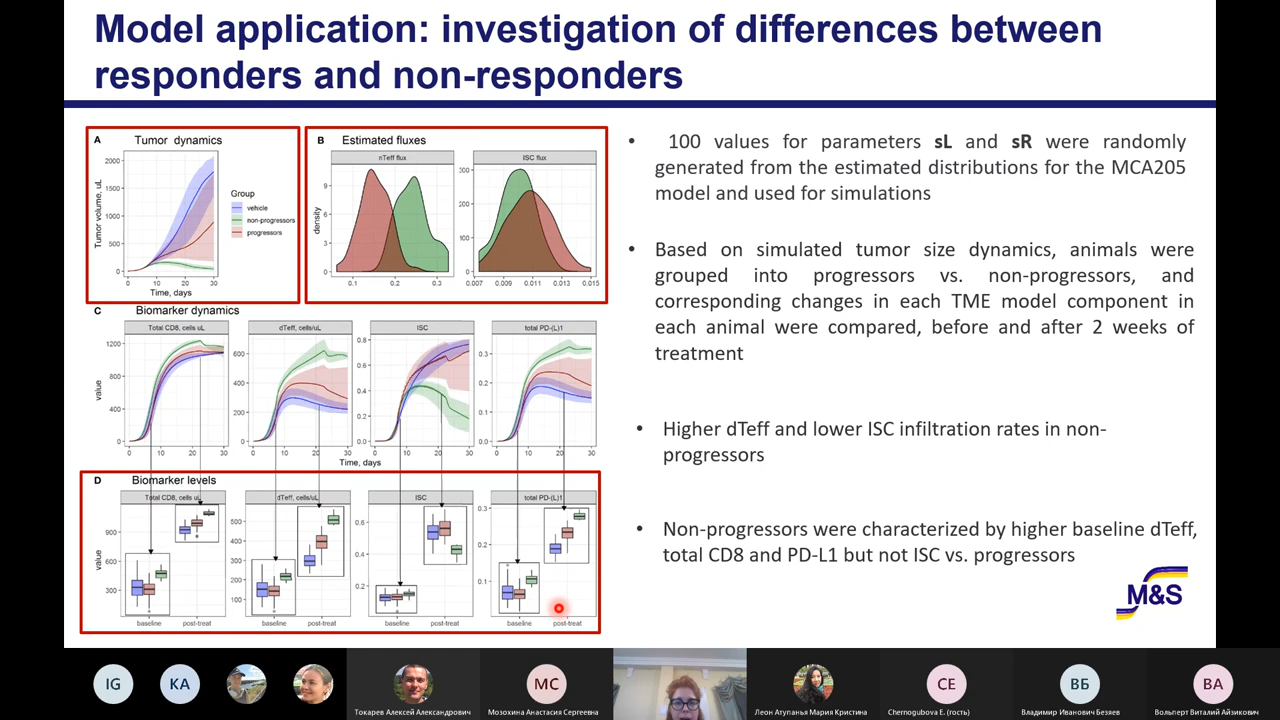 Model application: investigation of differences between
responders and non-responders
A Tumor dynamics
Tumor volume, uL
2000
1500
1000
500
0
0 10 20 30
Time, days
Group
vehicle
non-progressors
progressors
B Estimated fluxes
nTeff flux
ISC flux
density
9
6
3
0
0.1 0.2 0.3
300
200
100
0
0.007 0.009 0.011 0.013 0.015
C Biomarker dynamics
Total CD8, cells uL
dTeff, cells/uL
ISC
total PD-(L)1
value
1200
800
400
0
600
400
200
0
0.8
0.6
0.4
0.2
0.0
0.3
0.2
0.1
0.0
0 10 20 30
0 10 20 30
0 10 20 30
0 10 20 30
Time, days
D Biomarker levels
Total CD8, cells uL
dTeff, cells/uL
ISC
total PD-(L)1
value
900
600
300
500
400
300
200
100
0.6
0.4
0.2
0.3
0.2
0.1
baseline post-treat
baseline post-treat
baseline post-treat
baseline post-treat
• 100 values for parameters sL and sR were randomly
generated from the estimated distributions for the MCA205
model and used for simulations
• Based on simulated tumor size dynamics, animals were
grouped into progressors vs. non-progressors, and
corresponding changes in each TME model component in
each animal were compared, before and after 2 weeks of
treatment
• Higher dTeff and lower ISC infiltration rates in non-
progressors
• Non-progressors were characterized by higher baseline dTeff,
total CD8 and PD-L1 but not ISC vs. progressors
M&S
IG
KA
Токарев Алексей Александрович
MC
Мозохина Анастасия Сергеевна
Леон Атупанья Мария Кристина
CE
Chernogubova E. (гость)
ВБ
Владимир Иванович Безяев
ВА
Вольперт Виталий Айзикович